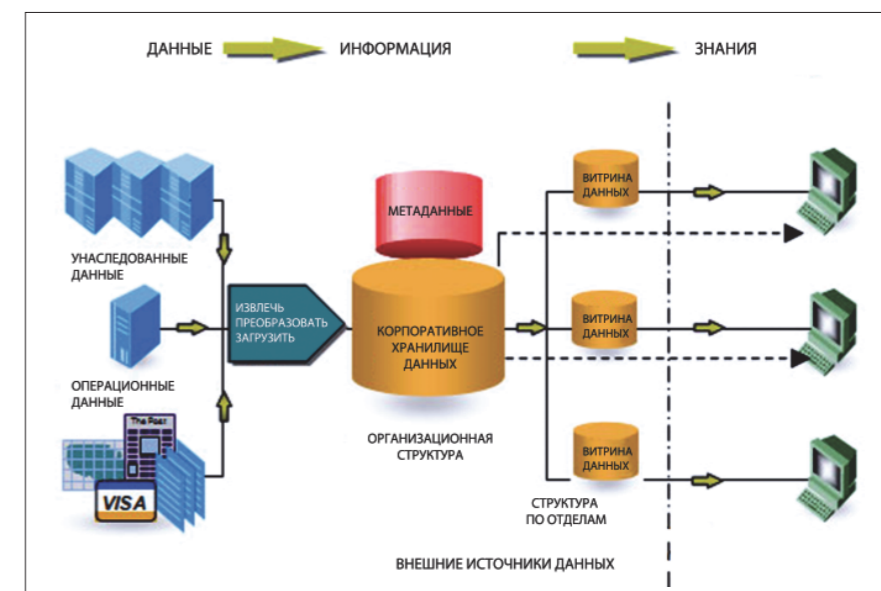 ДАННЫЕ
ИНФОРМАЦИЯ
ЗНАНИЯ
УНАСЛЕДОВАННЫЕ
ДАННЫЕ
ОПЕРАЦИОННЫЕ
ДАННЫЕ
The Post
VISA
ИЗВЛЕЧЬ
ПРЕОБРАЗОВАТЬ
ЗАГРУЗИТЬ
МЕТАДАННЫЕ
КОРПОРАТИВНОЕ
ХРАНИЛИЩЕ
ДАННЫХ
ОРГАНИЗАЦИОННАЯ
СТРУКТУРА
ВИТРИНА
ДАННЫХ
ВИТРИНА
ДАННЫХ
ВИТРИНА
ДАННЫХ
СТРУКТУРА
ПО ОТДЕЛАМ
ВНЕШНИЕ ИСТОЧНИКИ ДАННЫХ